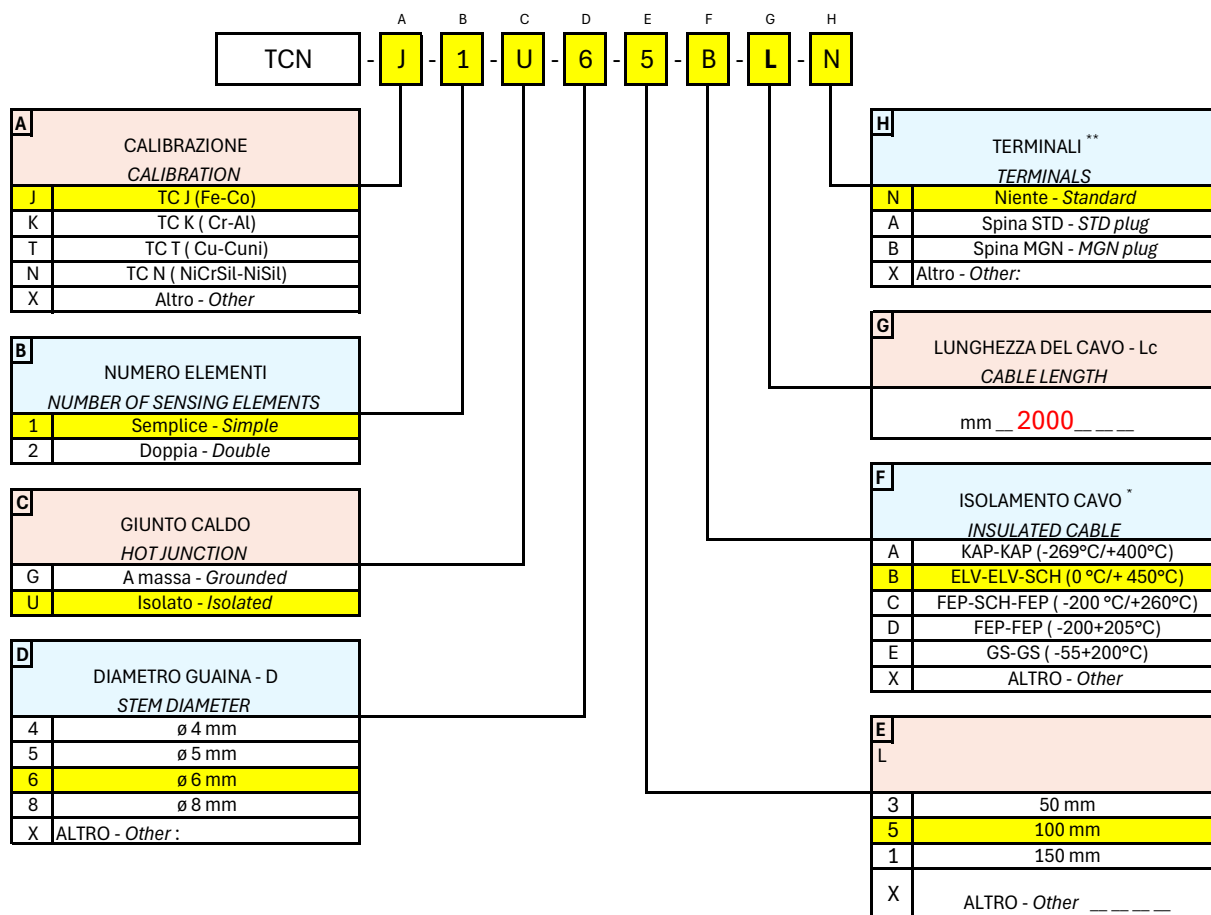 A B C D E F G H
TCN - J - 1 - U - 6 - 5 - B - L - N
A
CALIBRAZIONE
CALIBRATION
J TC J (Fe-Co)
K TC K ( Cr-Al)
T TC T ( Cu-Cuni)
N TC N ( NiCrSil-NiSil)
X Altro - Other
B
NUMERO ELEMENTI
NUMBER OF SENSING ELEMENTS
1 Semplice - Simple
2 Doppia - Double
C
GIUNTO CALDO
HOT JUNCTION
G A massa - Grounded
U Isolato - Isolated
D
DIAMETRO GUAINA - D
STEM DIAMETER
4 ø 4 mm
5 ø 5 mm
6 ø 6 mm
8 ø 8 mm
X ALTRO - Other :
H
TERMINALI **
TERMINALS
N Niente - Standard
A Spina STD - STD plug
B Spina MGN - MGN plug
X Altro - Other:
G
LUNGHEZZA DEL CAVO - Lc
CABLE LENGTH
mm __ 2000__ __ __
F
ISOLAMENTO CAVO *
INSULATED CABLE
A KAP-KAP (-269°C/+400°C)
B ELV-ELV-SCH (0 °C/+ 450°C)
C FEP-SCH-FEP ( -200 °C/+260°C)
D FEP-FEP ( -200+205°C)
E GS-GS ( -55+200°C)
X ALTRO - Other
E
L
3 50 mm
5 100 mm
1 150 mm
X ALTRO - Other __ __ __ __